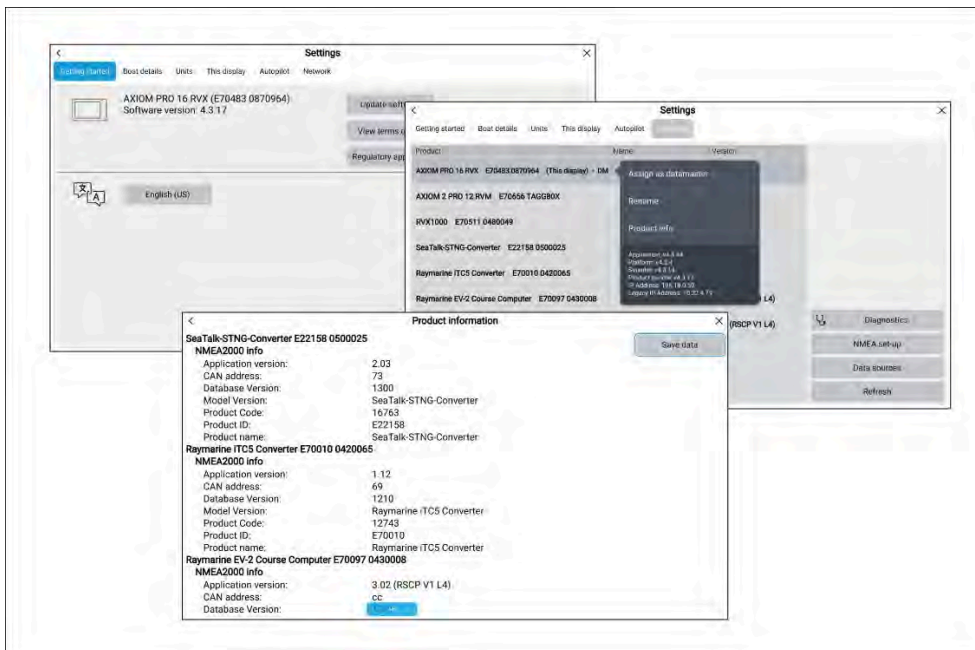 Settings
Getting started Boat details Units This display Autopilot Network
AXIOM PRO 16 RVX (E70483 0870964)
Software version: 4.3.17
Update soft
View terms o
Regulatory app
English (US)
Settings
Getting started Boat details Units This display Autopilot
Product Name Version
AXIOM PRO 16 RVX E70483 0870964 (This display) - DM
AXIOM 2 PRO 12 RVM E70656 TAGGBOX
RVX1000 E70511 0480049
SeaTalk-STNG-Converter E22158 0500025
Raymarine iTC5 Converter E70010 0420065
Raymarine EV-2 Course Computer E70097 0430008
Assign as datamaster
Rename
Product info
L4)
(RSCP V1 L4)
Diagnostics
NMEA set-up
Data sources
Refresh
Product information
Save data
SeaTalk-STNG-Converter E22158 0500025
NMEA2000 info
Application version: 2.03
CAN address: 73
Database Version: 1300
Model Version: SeaTalk-STNG-Converter
Product Code: 16763
Product ID: E22158
Product name: SeaTalk-STNG-Converter
Raymarine iTC5 Converter E70010 0420065
NMEA2000 info
Application version: 1.12
CAN address: 69
Database Version: 1210
Model Version: Raymarine iTC5 Converter
Product Code: 12743
Product ID: E70010
Product name: Raymarine iTC5 Converter
Raymarine EV-2 Course Computer E70097 0430008
NMEA2000 info
Application version: 3.02 (RSCP V1 L4)
CAN address: cc
Database Version: